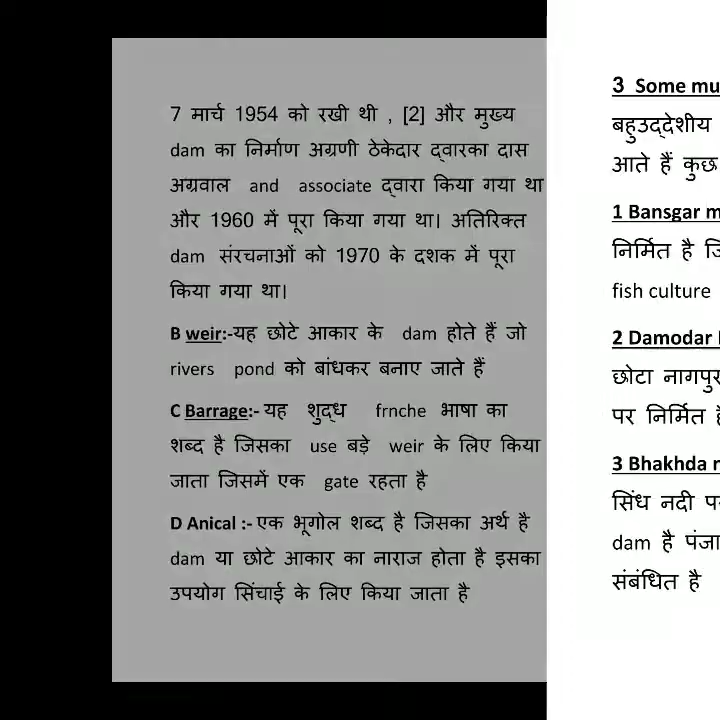 7 मार्च 1954 को रखी थी , [2] और मुख्य
dam का निर्माण अग्रणी ठेकेदार द्वारका दास
अग्रवाल and associate द्वारा किया गया था
और 1960 में पूरा किया गया था। अतिरिक्त
dam संरचनाओं को 1970 के दशक में पूरा
किया गया था।
B weir:-यह छोटे आकार के dam होते हैं जो
rivers pond को बांधकर बनाए जाते हैं
C Barrage:- यह शुद्ध frnche भाषा का
शब्द है जिसका use बड़े weir के लिए किया
जाता जिसमें एक gate रहता है
D Anical :- एक भूगोल शब्द है जिसका अर्थ है
dam या छोटे आकार का नाराज होता है इसका
उपयोग सिंचाई के लिए किया जाता है
3 Some mu
बहुउद्देशीय
आते हैं कुछ
1 Bansgar m
निर्मित है
fish culture
2 Damodar
छोटा नागपुर
पर निर्मित
3 Bhakhda
सिंध नदी
dam है पंजा
संबंधित है